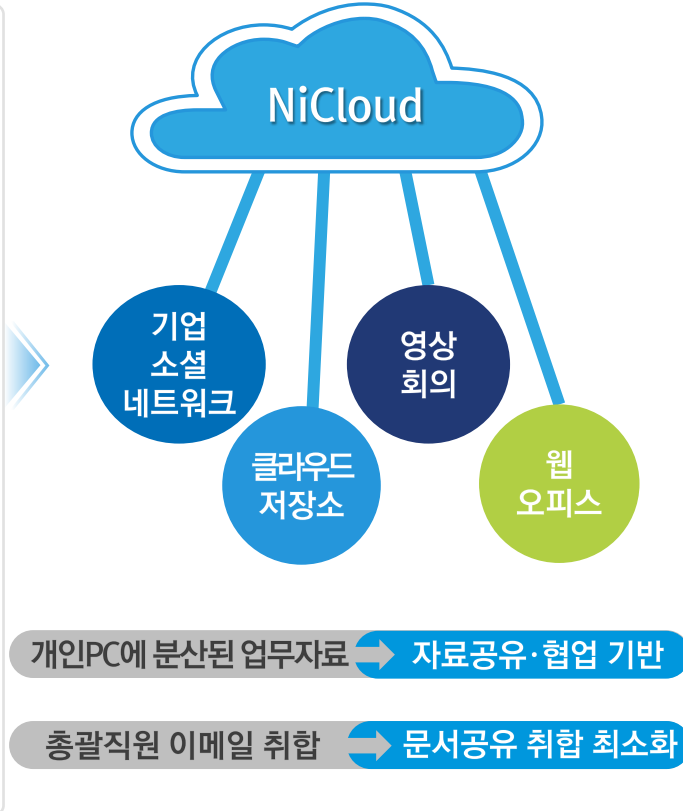 NiCloud
기업
소셜
네트워크
클라우드
저장소
영상
회의
웹
오피스
개인PC에 분산된 업무자료
자료공유·협업 기반
총괄직원 이메일 취합
문서공유 취합 최소화